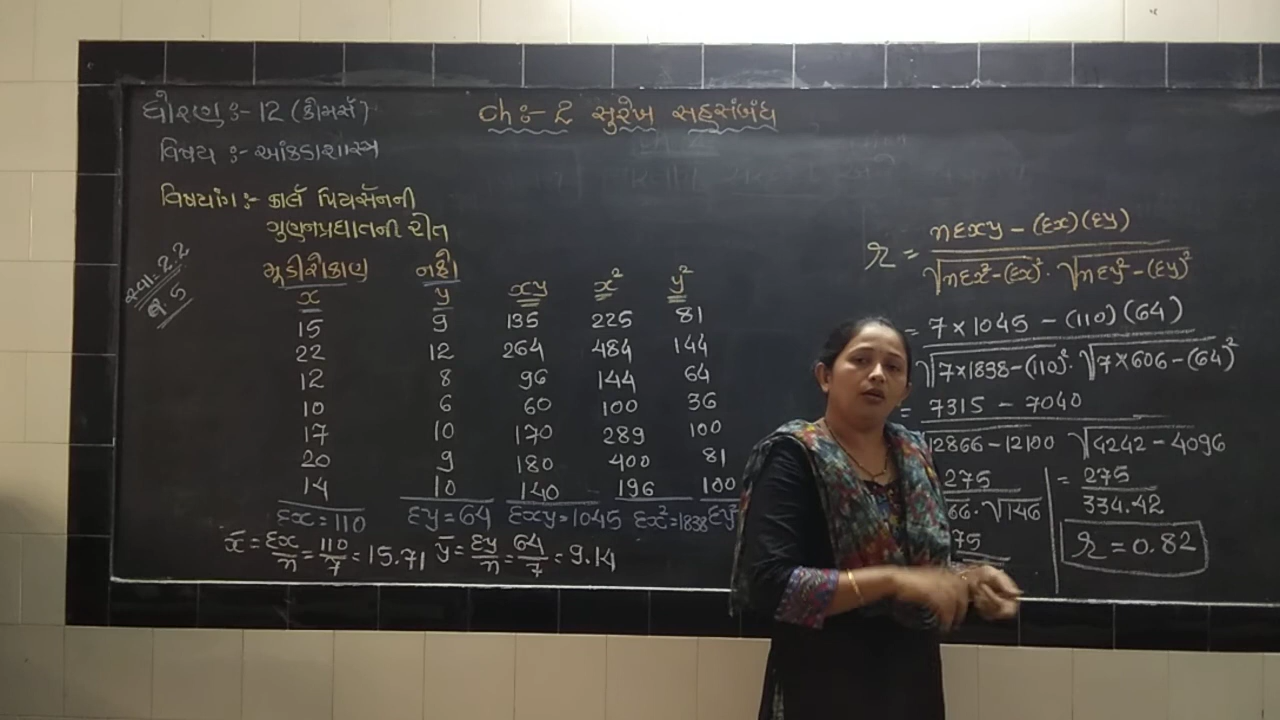 ધોરણ :- 12 (કોમર્સ)
Ch :- 2 સુરેખ સહસંબંધ
વિષય :- આંકડાશાસ્ત્ર
વિષયાંગ :- કાર્લ પિયર્સનની
ગુણનપ્રઘાતની રીત
સ્વા = 2.2
મૂડીરોકાણ નફો
x y xy x² y²
15 9 135 225 81
22 12 264 484 144
12 8 96 144 64
10 6 60 100 36
17 10 170 289 100
20 9 180 400 81
14 10 140 196 100
Σx = 110 Σy = 64 Σxy = 1045 Σx² = 1838 Σy²
x̄ = Σx/n = 110/7 = 15.71 ȳ = Σy/n = 64/7 = 9.14
r = nΣxy - (Σx)(Σy) / √nΣx² - (Σx)² · √nΣy² - (Σy)²
= 7 × 1045 - (110)(64) / √7×1838 - (110)² · √7×606 - (64)²
= 7315 - 7040 / √12866 - 12100 √4242 - 4096
275 / 66 · √146
75
= 275 / 334.42
r = 0.82